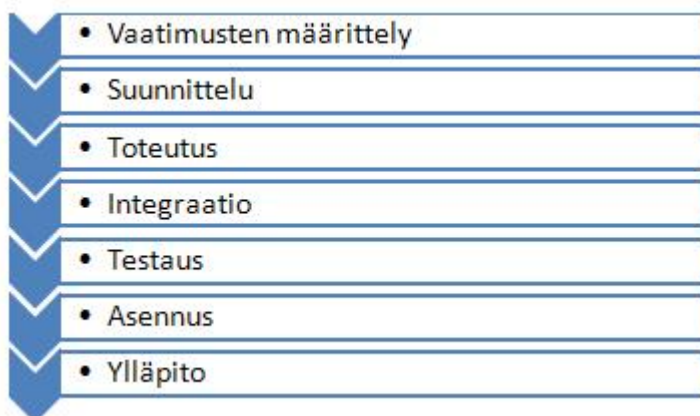 • Vaatimusten määrittely
• Suunnittelu
• Toteutus
• Integraatio
• Testaus
• Asennus
• Ylläpito